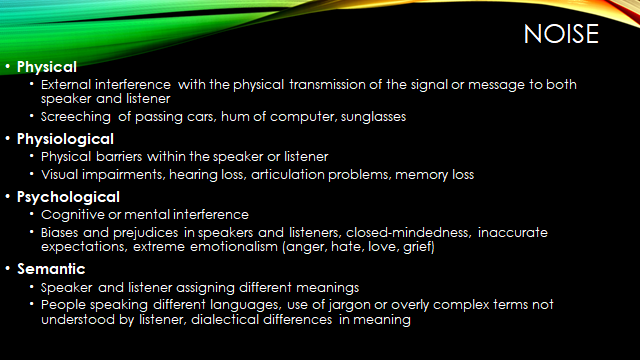 NOISE
• Physical
• External interference with the physical transmission of the signal or message to both
speaker and listener
• Screeching of passing cars, hum of computer, sunglasses
• Physiological
• Physical barriers within the speaker or listener
• Visual impairments, hearing loss, articulation problems, memory loss
• Psychological
• Cognitive or mental interference
• Biases and prejudices in speakers and listeners, closed-mindedness, inaccurate
expectations, extreme emotionalism (anger, hate, love, grief)
• Semantic
• Speaker and listener assigning different meanings
• People speaking different languages, use of jargon or overly complex terms not
understood by listener, dialectical differences in meaning